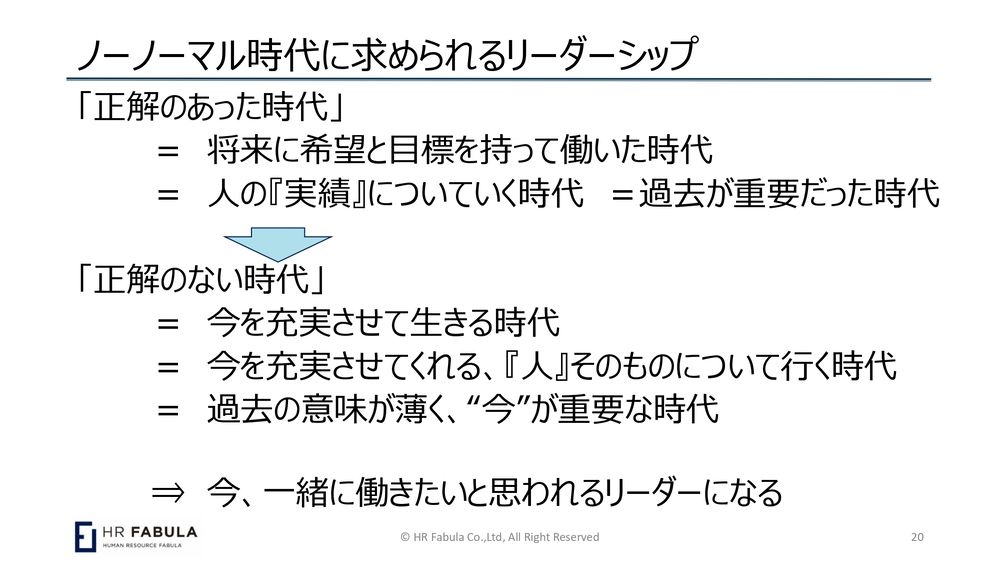 ノーノーマル時代に求められるリーダーシップ
「正解のあった時代」
＝ 将来に希望と目標を持って働いた時代
＝ 人の『実績』についていく時代 ＝過去が重要だった時代
「正解のない時代」
＝ 今を充実させて生きる時代
＝ 今を充実させてくれる、『人』そのものについて行く時代
＝ 過去の意味が薄く、“今”が重要な時代
⇒ 今、一緒に働きたいと思われるリーダーになる
HR FABULA
HUMAN RESOURCE FABULA
© HR Fabula Co.,Ltd, All Right Reserved
20